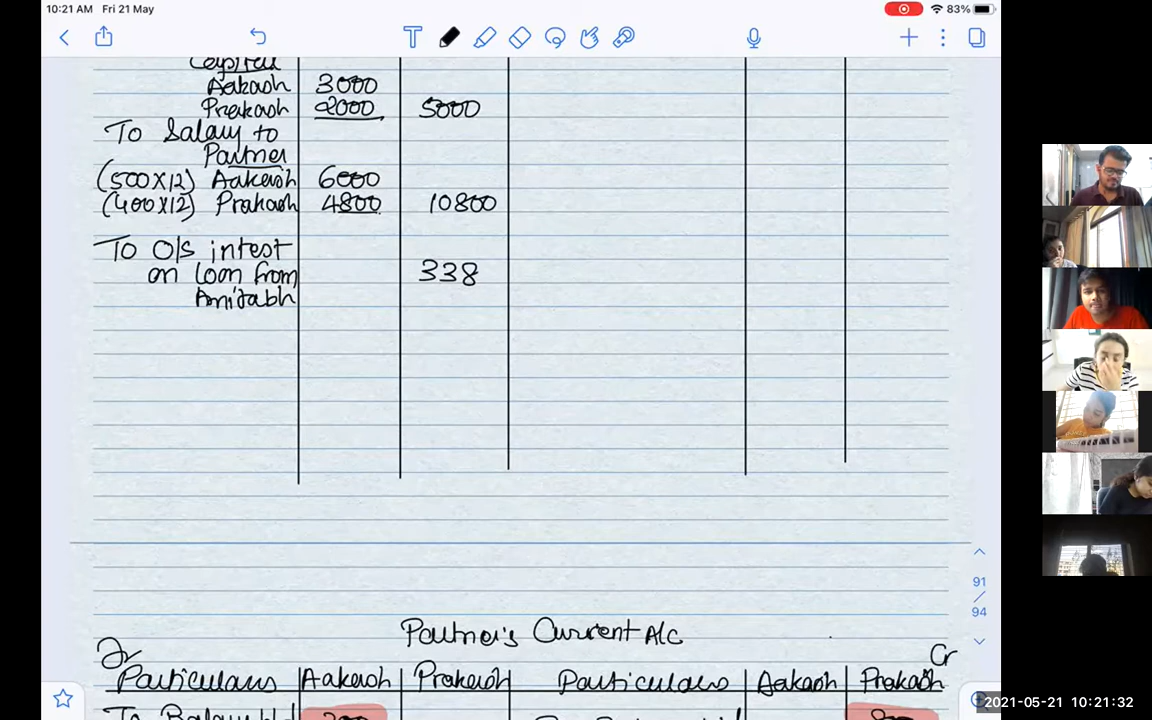 10:21 AM Fri 21 May
83%
Capital
Aakash 3000
Prakash 2000 5000
To Salary to
Partner
(500X12) Aakash 6000
(400X12) Prakash 4800 10800
To O/S intest
on loan from 338
Amitabh
91
/
94
Partner's Current A/c
Dr Cr
Particulars Aakash Prakash Particulars Aakash Prakash
2021-05-21 10:21:32